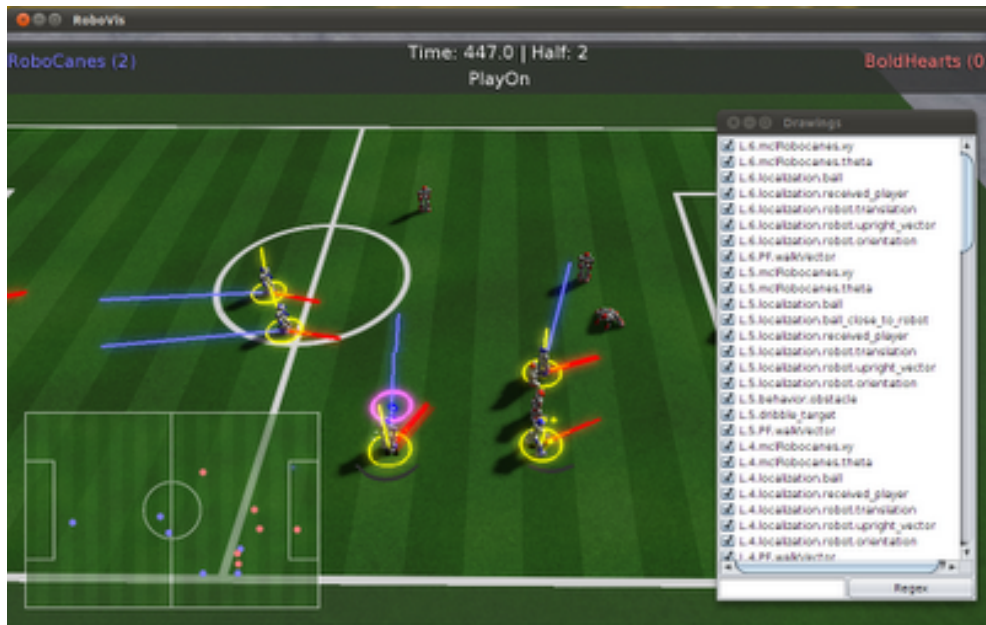 RoboVis
RoboCanes (2)
Time: 447.0 | Half: 2
BoldHearts (0
PlayOn
Drawings
L.6.mclRobocanes.xy
L.6.mclRobocanes.theta
L.6.localization.ball
L.6.localization.received_player
L.6.localization.robot.translation
L.6.localization.robot.upright_vector
L.6.localization.robot.orientation
L.6.PF.walkVector
L.5.mclRobocanes.xy
L.5.mclRobocanes.theta
L.5.localization.ball
L.5.localization.ball_close_to_robot
L.5.localization.received_player
L.5.localization.robot.translation
L.5.localization.robot.upright_vector
L.5.localization.robot.orientation
L.5.behavior.obstacle
L.5.dribble_target
L.5.PF.walkVector
L.4.mclRobocanes.xy
L.4.mclRobocanes.theta
L.4.localization.ball
L.4.localization.received_player
L.4.localization.robot.translation
L.4.localization.robot.upright_vector
L.4.localization.robot.orientation
L.4.PF.walkVector
Regex